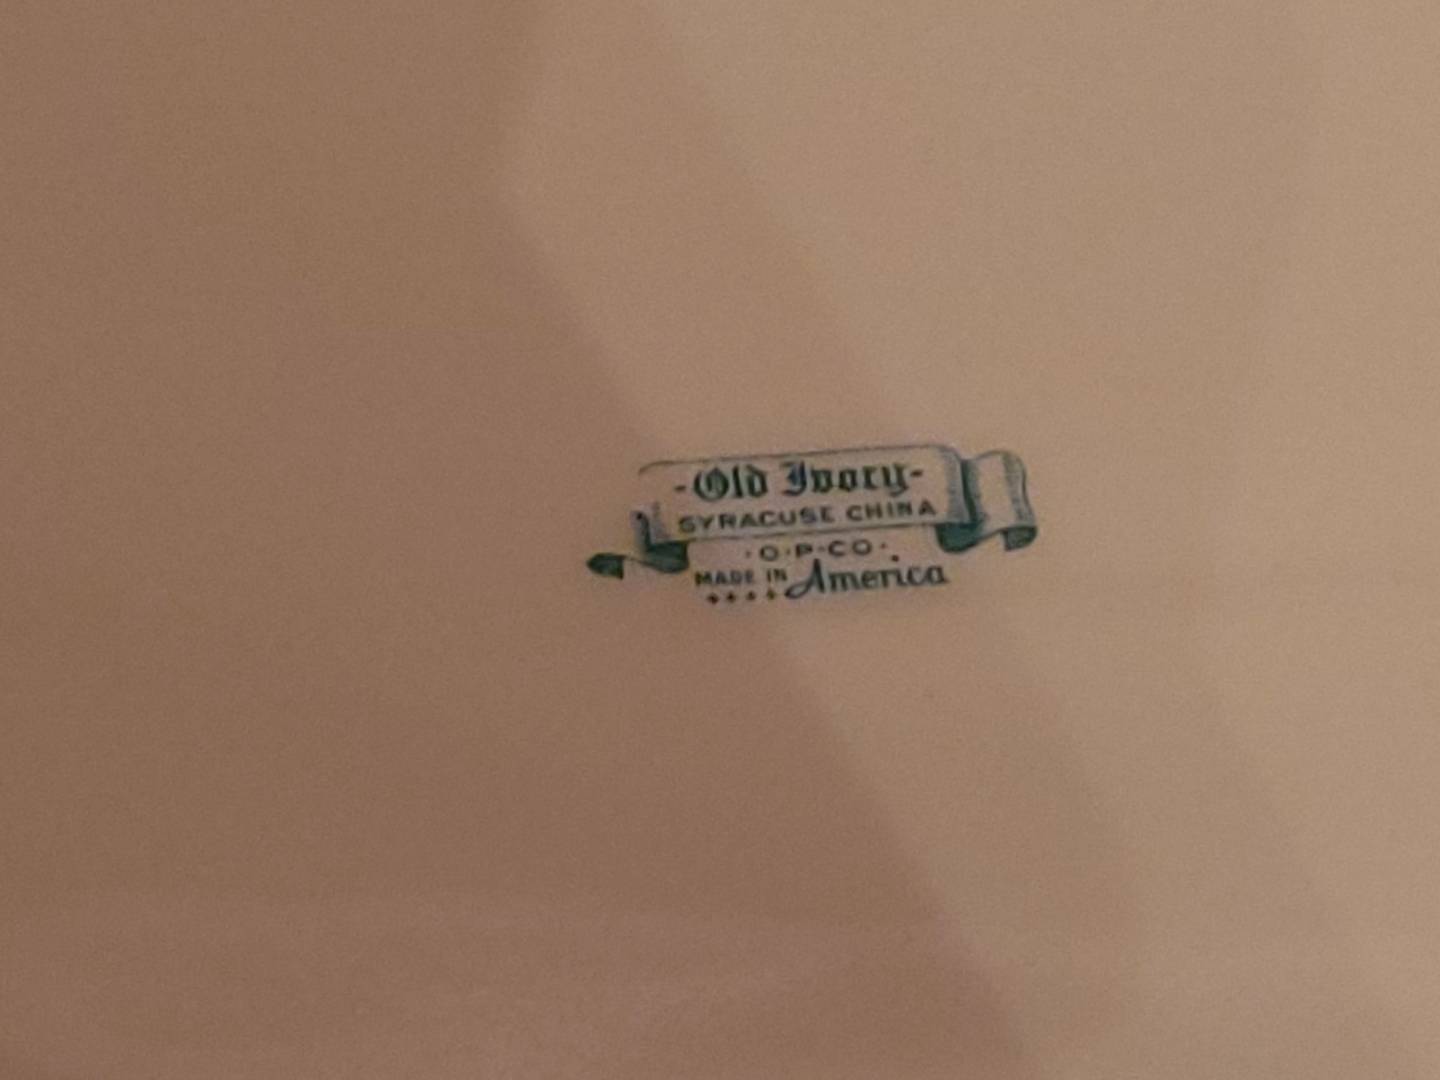 -Old Ivory-
SYRACUSE CHINA
·O·P·CO·
MADE IN America